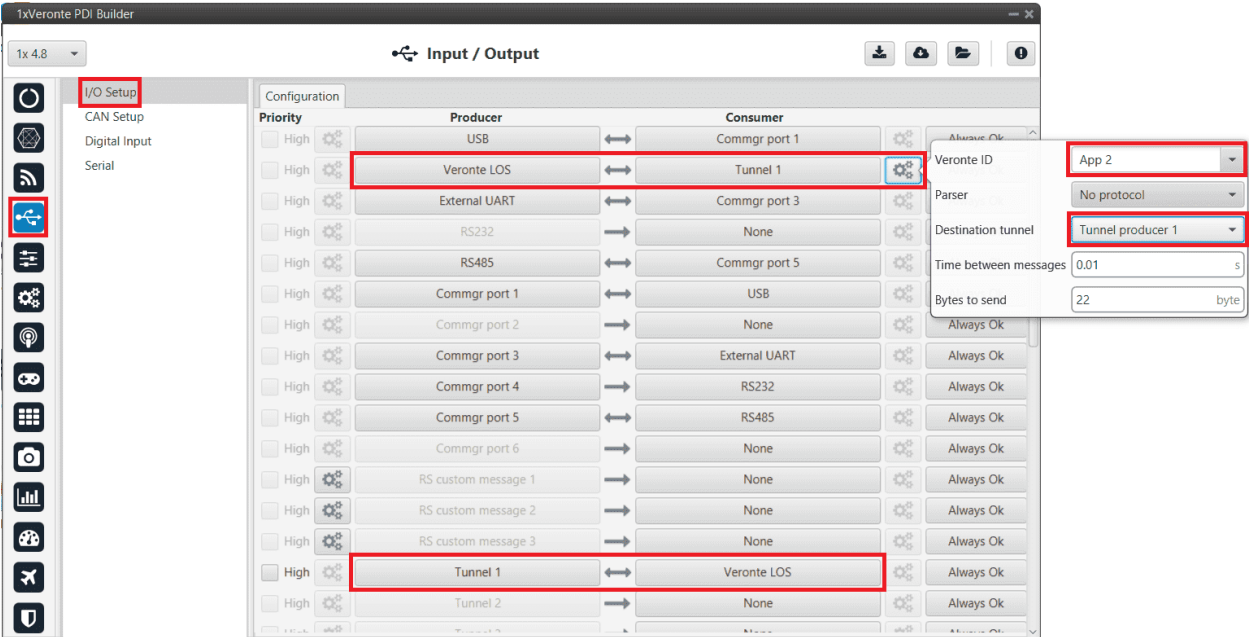 1xVeronte PDI Builder
1x 4.8
Input / Output
I/O Setup
CAN Setup
Digital Input
Serial
Configuration
Priority Producer Consumer
High USB Commgr port 1 Always Ok
High Veronte LOS Tunnel 1
High External UART Commgr port 3
High RS232 None
High RS485 Commgr port 5
High Commgr port 1 USB
High Commgr port 2 None Always Ok
High Commgr port 3 External UART Always Ok
High Commgr port 4 RS232 Always Ok
High Commgr port 5 RS485 Always Ok
High Commgr port 6 None Always Ok
High RS custom message 1 None Always Ok
High RS custom message 2 None Always Ok
High RS custom message 3 None Always Ok
High Tunnel 1 Veronte LOS Always Ok
High Tunnel 2 None Always Ok
Veronte ID App 2
Parser No protocol
Destination tunnel Tunnel producer 1
Time between messages 0.01 s
Bytes to send 22 byte